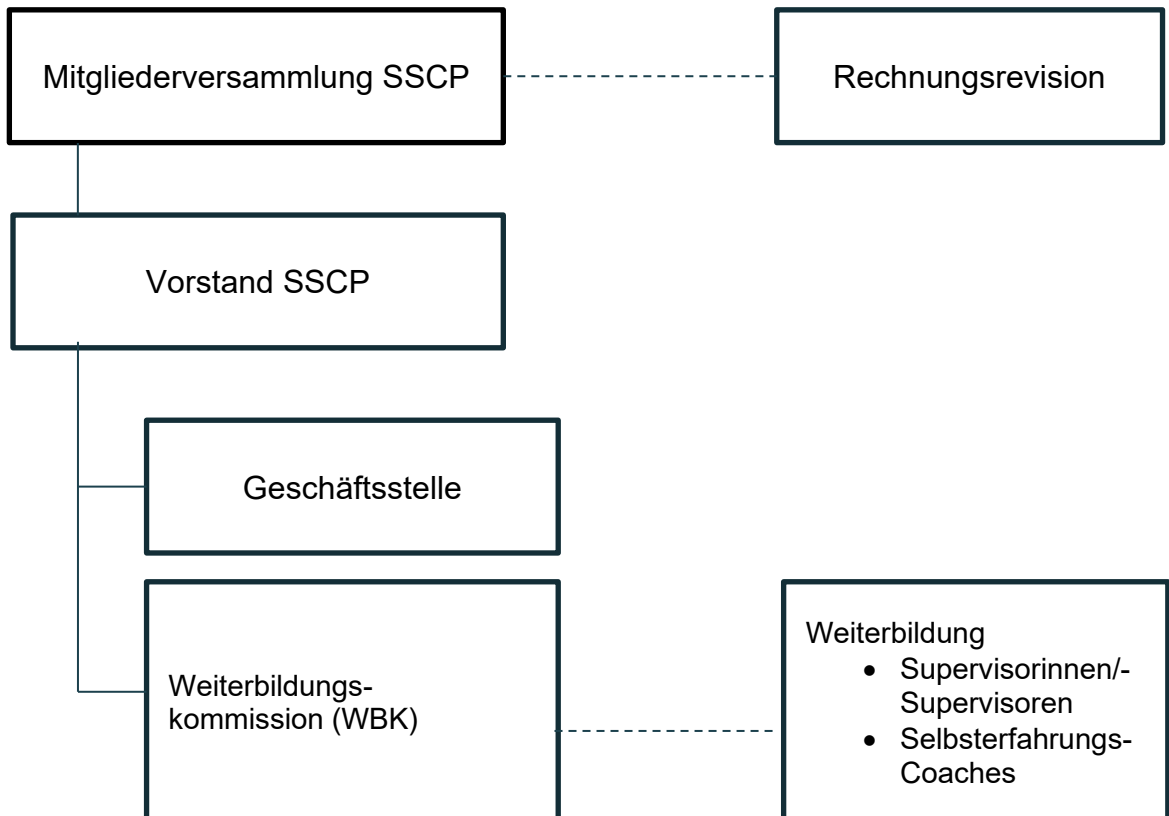 Mitgliederversammlung SSCP
Rechnungsrevision
Vorstand SSCP
Geschäftsstelle
Weiterbildungs-
kommission (WBK)
Weiterbildung
• Supervisorinnen/-
Supervisoren
• Selbsterfahrungs-
Coaches